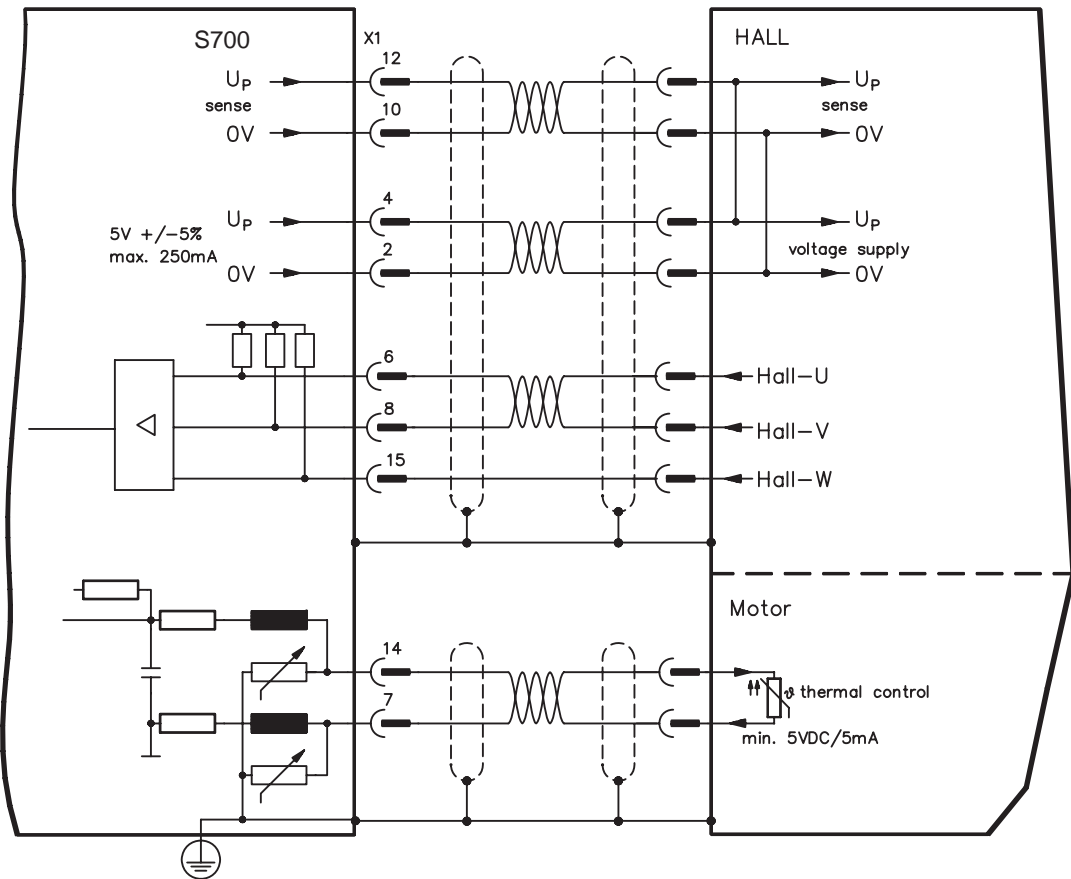 S700
X1
HALL
12
UP
UP
sense
sense
10
0V
0V
4
UP
UP
5V +/-5%
max. 250mA
voltage supply
2
0V
0V
6
Hall-U
8
Hall-V
15
Hall-W
Motor
14
ϑ thermal control
7
min. 5VDC/5mA